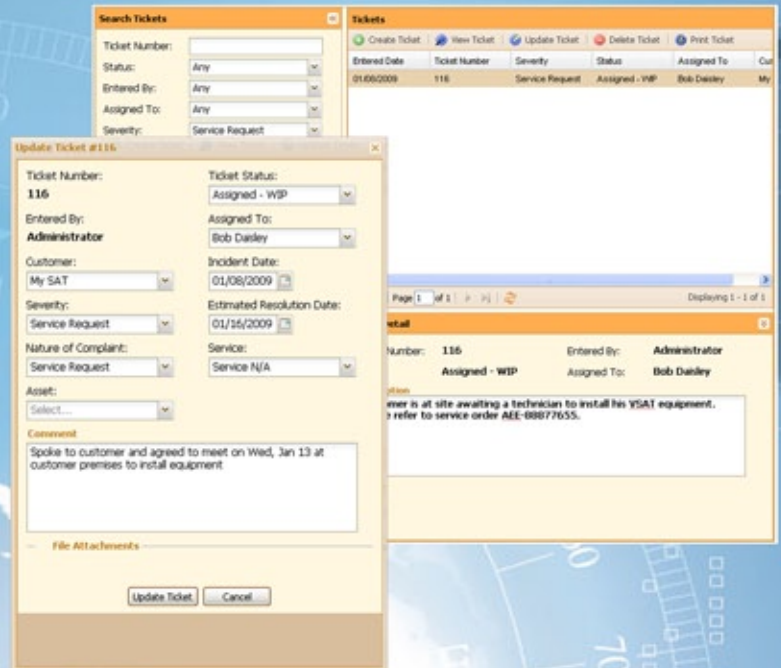 Search Tickets
Ticket Number:
Status: Any
Entered By: Any
Assigned To: Any
Severity: Service Request
Tickets
Create Ticket View Ticket Update Ticket Delete Ticket Print Ticket
Entered Date Ticket Number Severity Status Assigned To Cus
01/08/2009 116 Service Request Assigned - WIP Bob Daisley My
Page 1 of 1 Displaying 1 - 1 of 1
etail
Number: 116 Entered By: Administrator
Assigned - WIP Assigned To: Bob Daisley
ption
omer is at site awaiting a technician to install his VSAT equipment.
e refer to service order AEE-88877655.
Update Ticket #116
Ticket Number: Ticket Status:
116 Assigned - WIP
Entered By: Assigned To:
Administrator Bob Daisley
Customer: Incident Date:
My SAT 01/08/2009
Severity: Estimated Resolution Date:
Service Request 01/16/2009
Nature of Complaint: Service:
Service Request Service N/A
Asset:
Select...
Comment
Spoke to customer and agreed to meet on Wed, Jan 13 at
customer premises to install equipment
File Attachments
Update Ticket Cancel